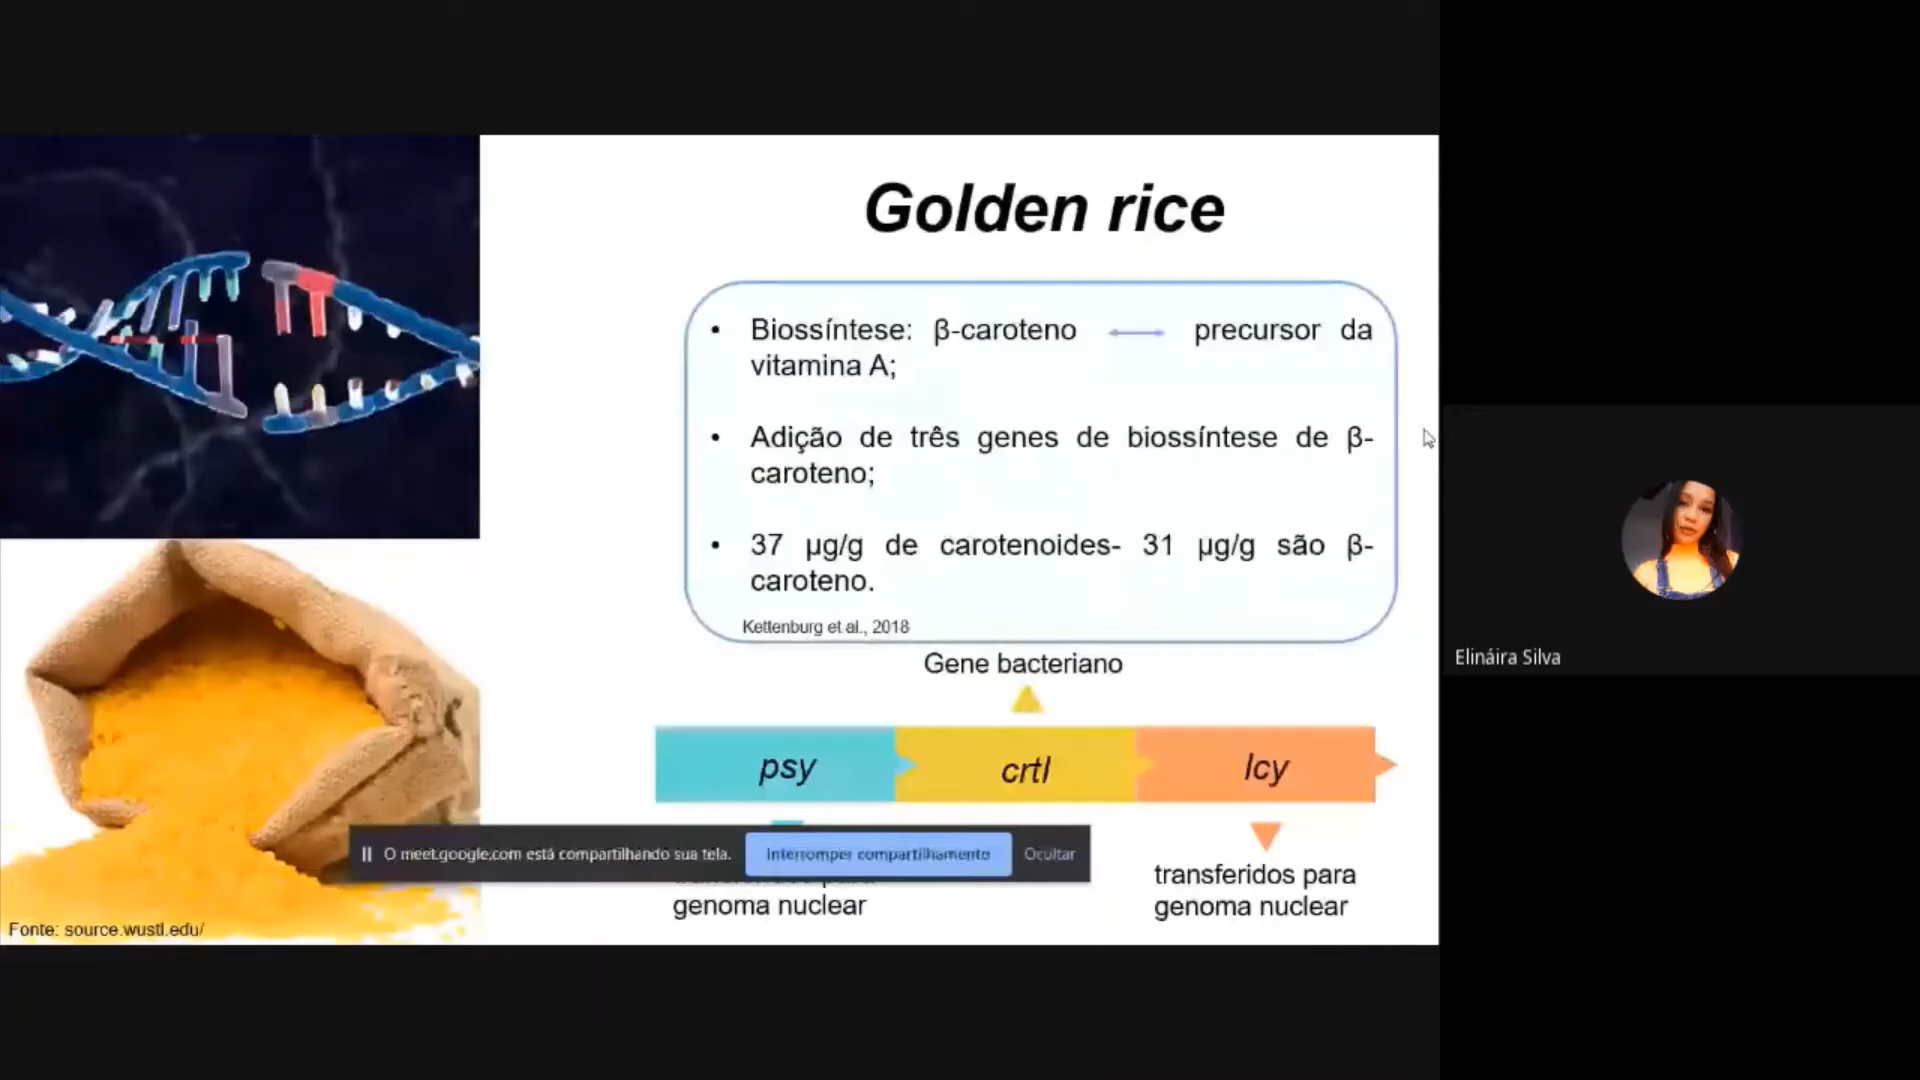 Golden rice
• Biossíntese: β-caroteno precursor da
vitamina A;
• Adição de três genes de biossíntese de β-
caroteno;
• 37 µg/g de carotenoides- 31 µg/g são β-
caroteno.
Kettenburg et al., 2018
Gene bacteriano
psy
crtl
lcy
O meet.google.com está compartilhando sua tela.
Interromper compartilhamento
Ocultar
genoma nuclear
transferidos para
genoma nuclear
Fonte: source.wustl.edu/
Elináira Silva